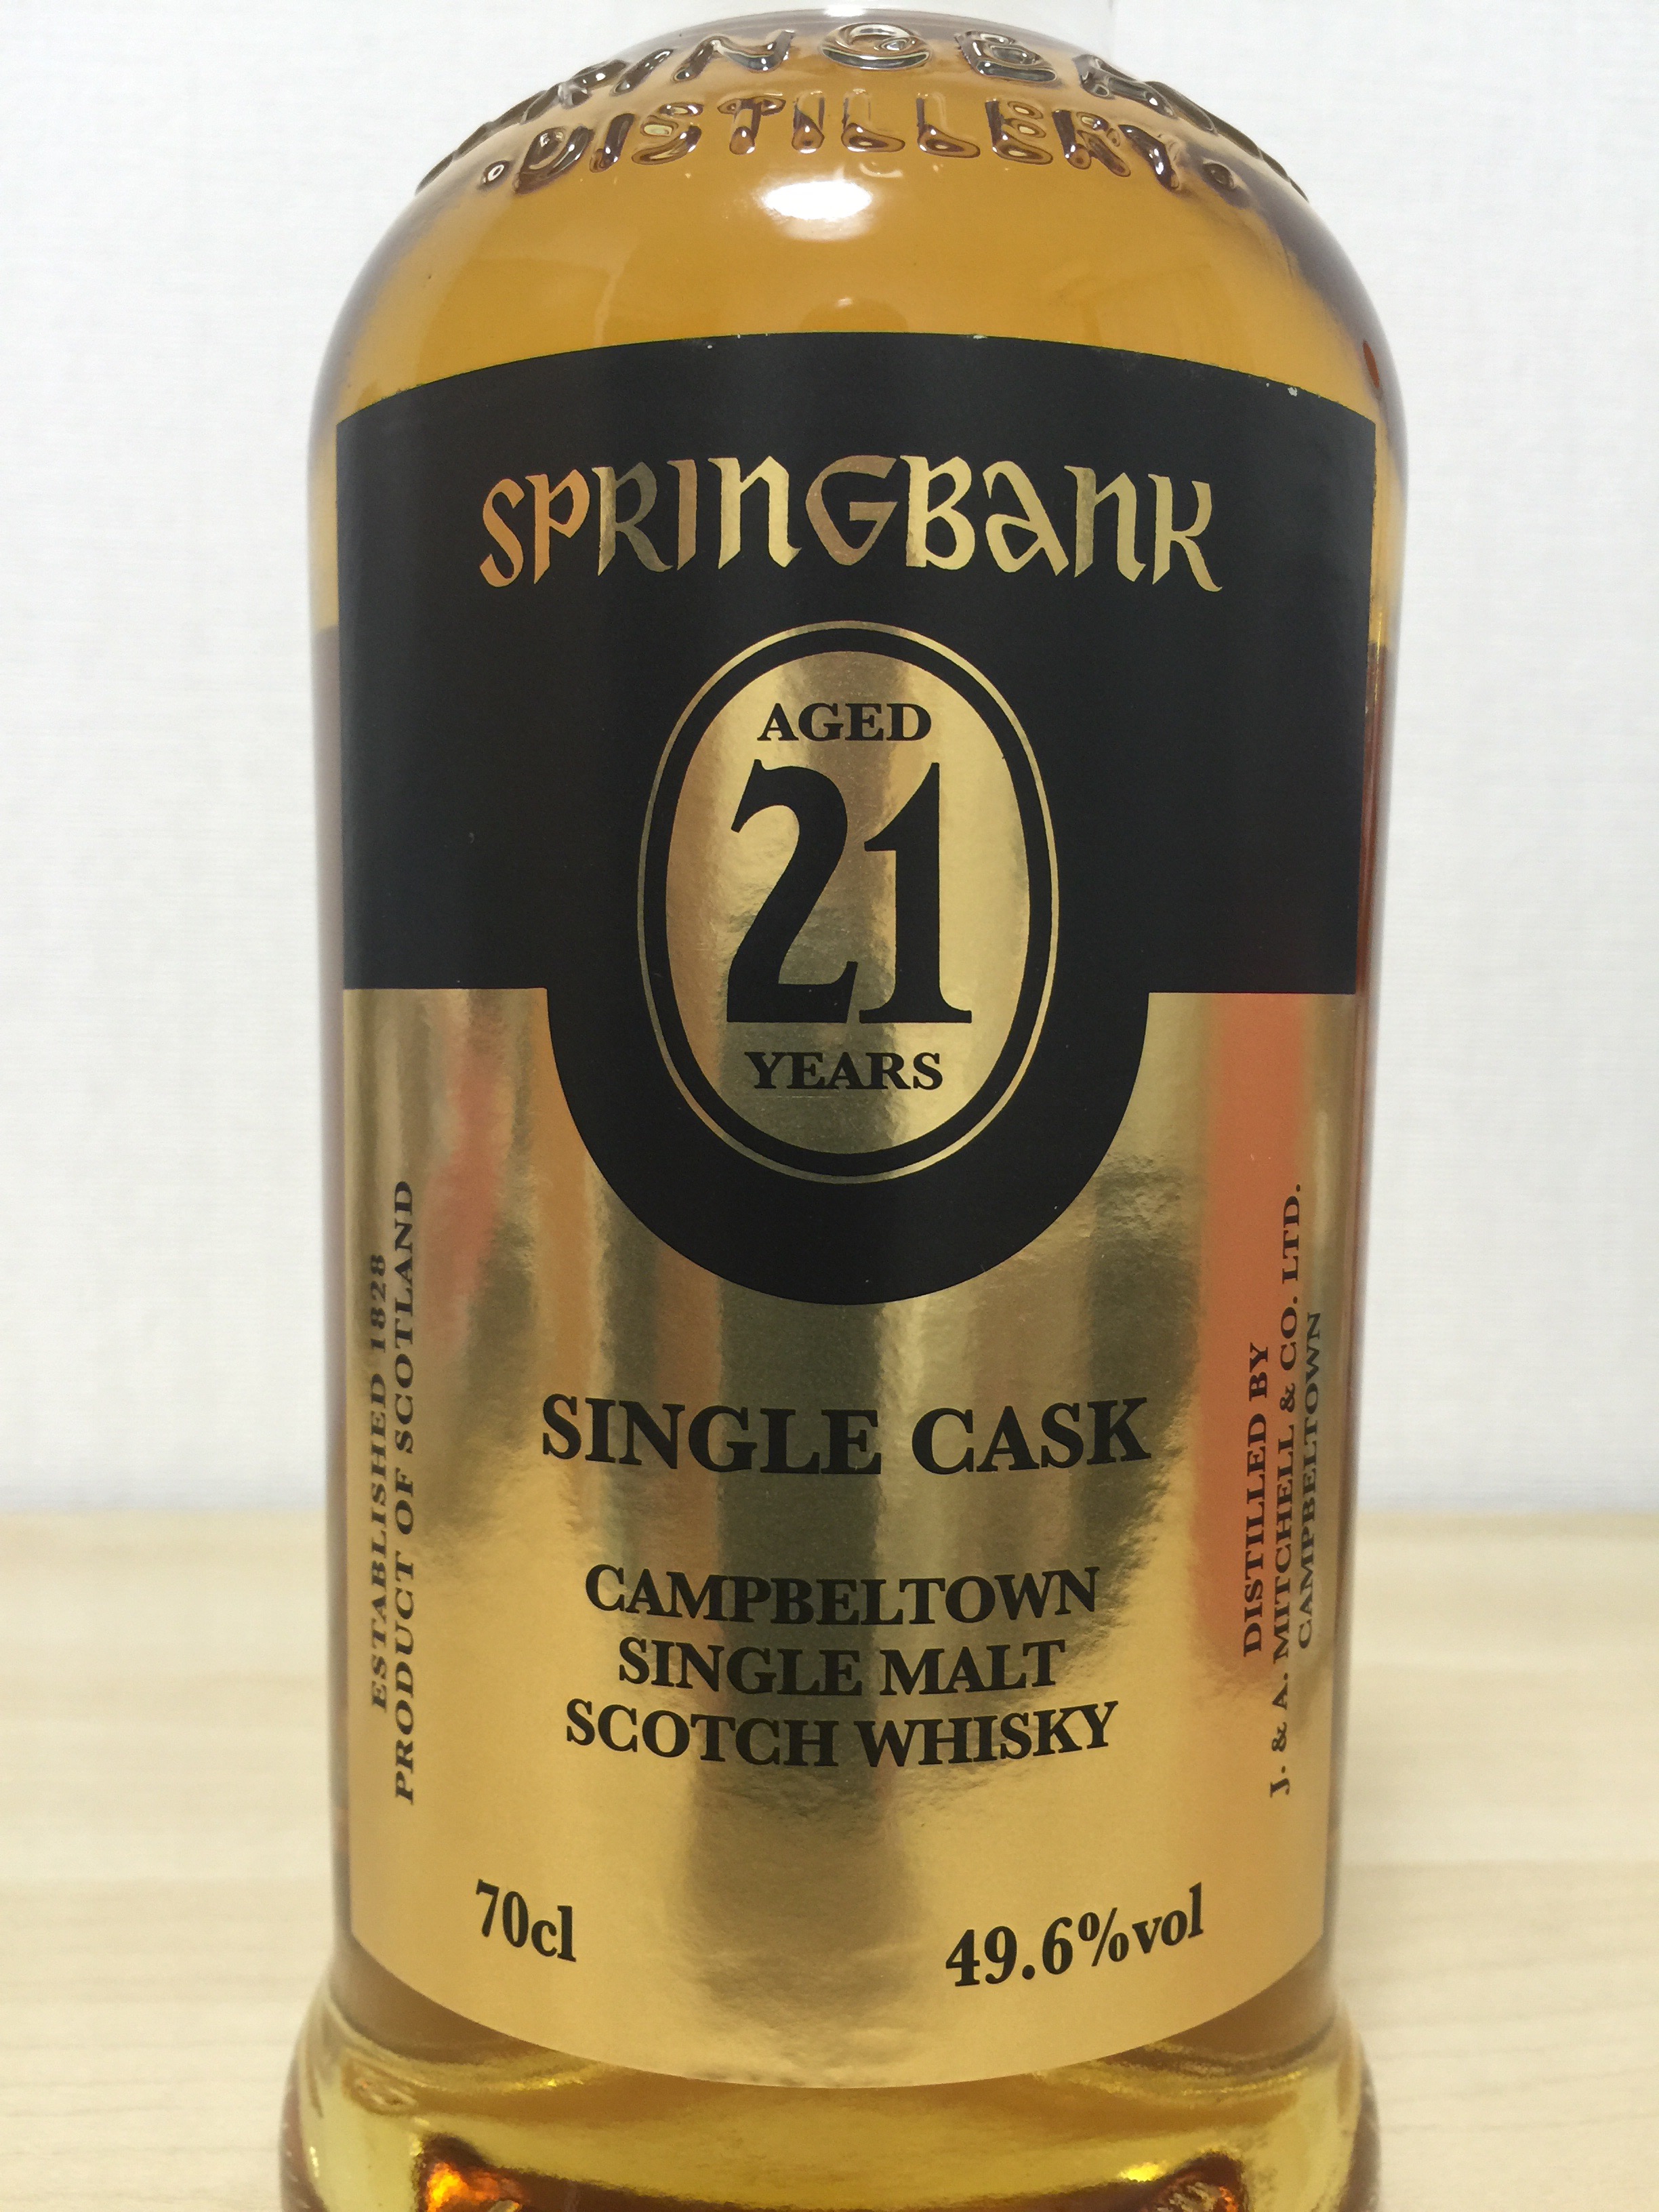 DISTILLERY
SPRINGBANK
AGED
21
YEARS
ESTABLISHED 1828
PRODUCT OF SCOTLAND
SINGLE CASK
CAMPBELTOWN
SINGLE MALT
SCOTCH WHISKY
DISTILLED BY
J. & A. MITCHELL & CO. LTD.
CAMPBELTOWN
70cl
49.6%vol